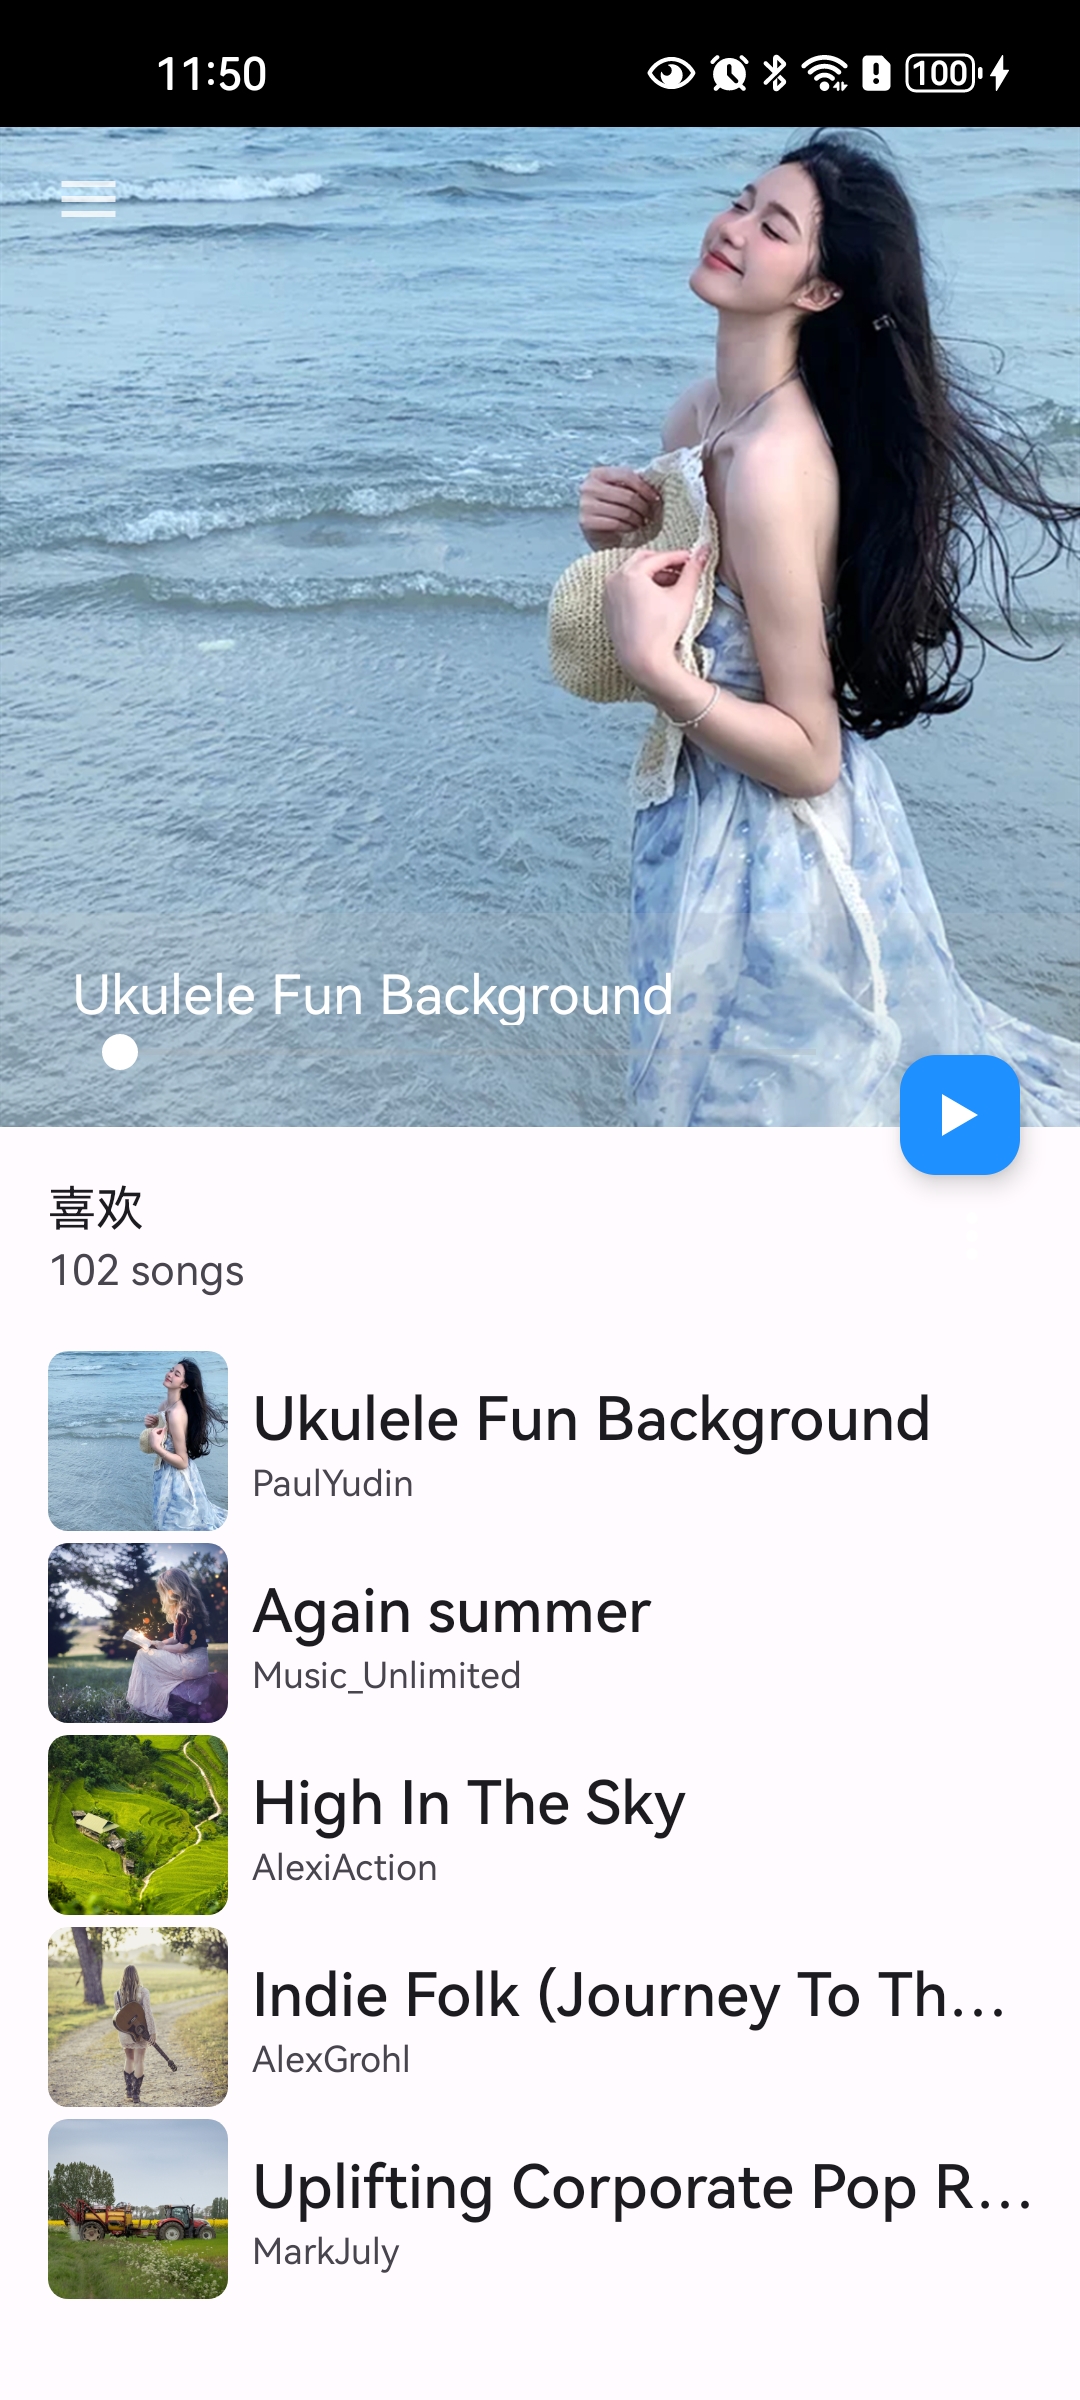 11:50
100
Ukulele Fun Background
喜欢
102 songs
Ukulele Fun Background
PaulYudin
Again summer
Music_Unlimited
High In The Sky
AlexiAction
Indie Folk (Journey To Th...
AlexGrohl
Uplifting Corporate Pop R...
MarkJuly